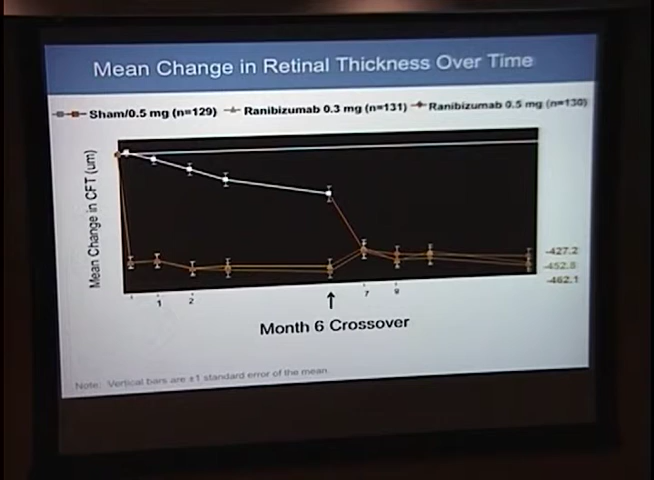 Mean Change in Retinal Thickness Over Time
Sham/0.5 mg (n=129) Ranibizumab 0.3 mg (n=131) Ranibizumab 0.5 mg (n=130)
Mean Change in CFT (um)
-427.2
-452.8
-462.1
1 2 7 9
Month 6 Crossover
Note: Vertical bars are ±1 standard error of the mean.